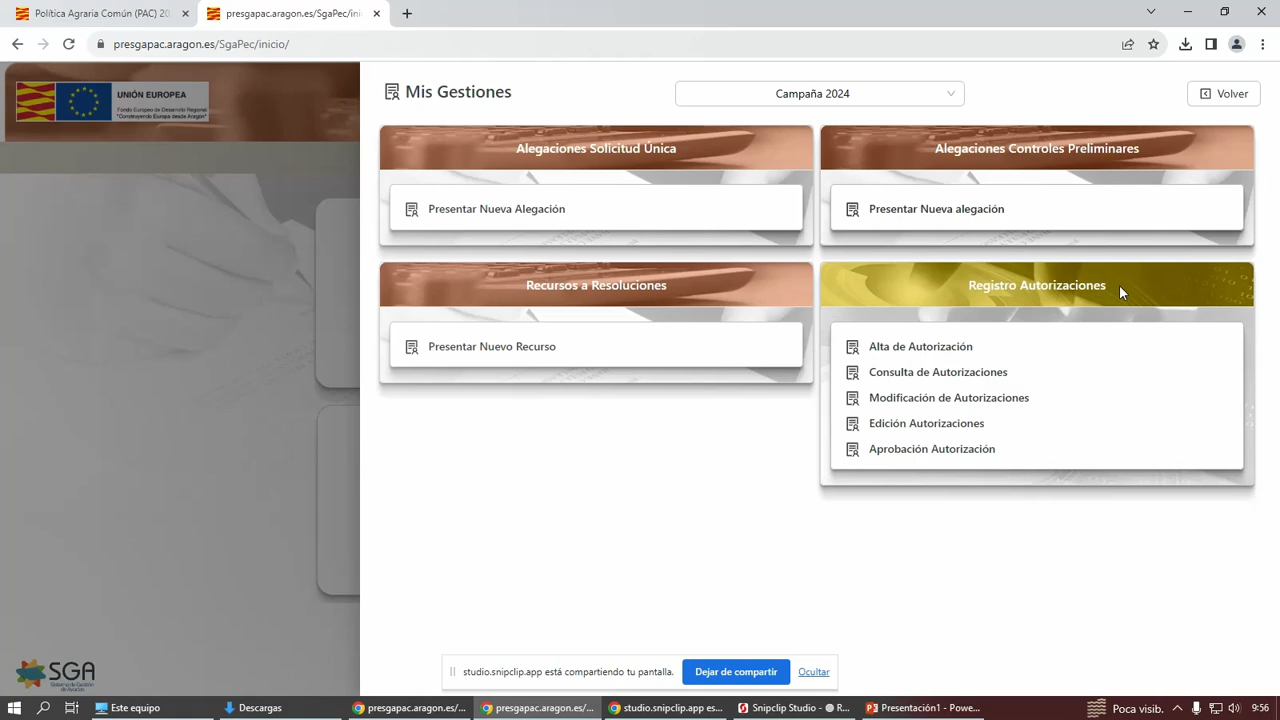 Política Agraria Común (PAC) 20
presgapac.aragon.es/SgaPec/ini
presgapac.aragon.es/SgaPec/inicio/
UNIÓN EUROPEA
Fondo Europeo de Desarrollo Regional
"Construyendo Europa desde Aragón"
Mis Gestiones
Campaña 2024
Volver
Alegaciones Solicitud Única
Presentar Nueva Alegación
Alegaciones Controles Preliminares
Presentar Nueva alegación
Recursos a Resoluciones
Presentar Nuevo Recurso
Registro Autorizaciones
Alta de Autorización
Consulta de Autorizaciones
Modificación de Autorizaciones
Edición Autorizaciones
Aprobación Autorización
SGA
Sistema de Gestión
de Ayudas
studio.snipclip.app está compartiendo tu pantalla.
Dejar de compartir
Ocultar
Este equipo
Descargas
presgapac.aragon.es/...
presgapac.aragon.es/...
studio.snipclip.app es...
Snipclip Studio - R...
Presentación1 - Powe...
Poca visib.
9:56